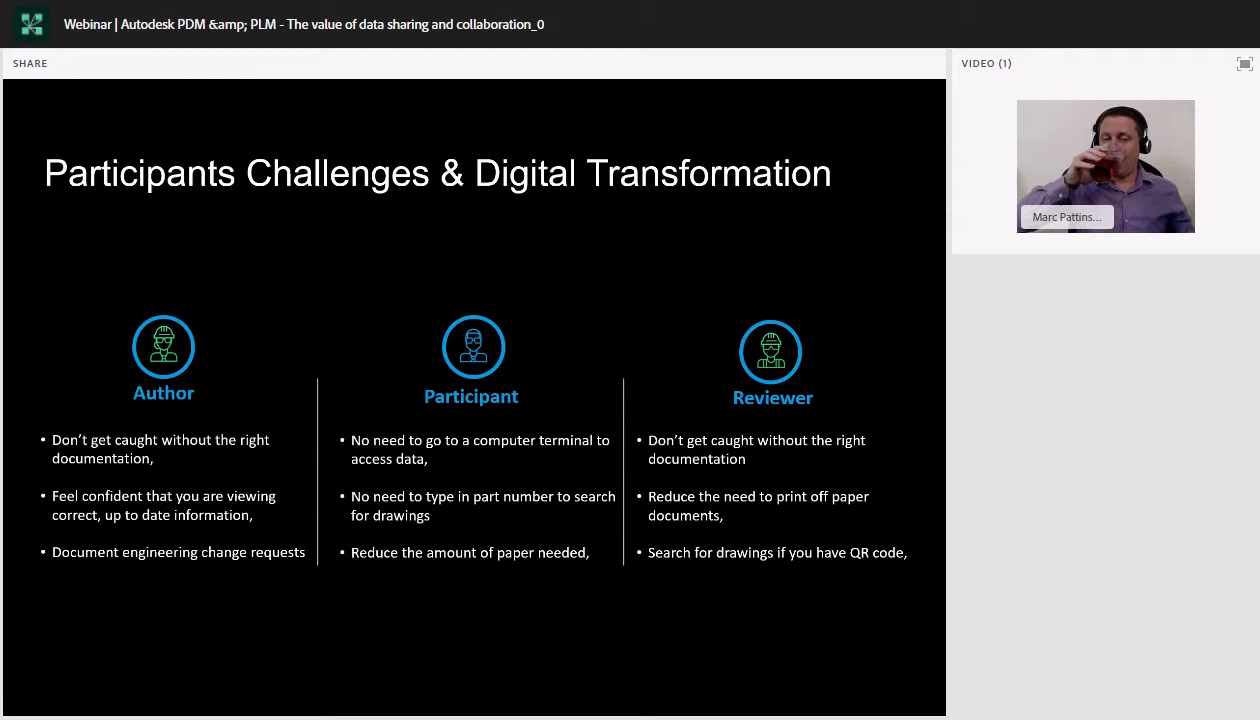 Webinar | Autodesk PDM &amp; PLM - The value of data sharing and collaboration_0
SHARE
VIDEO (1)
Marc Pattins...
Participants Challenges & Digital Transformation
Author
• Don't get caught without the right
documentation,
• Feel confident that you are viewing
correct, up to date information,
• Document engineering change requests
Participant
• No need to go to a computer terminal to
access data,
• No need to type in part number to search
for drawings
• Reduce the amount of paper needed,
Reviewer
• Don't get caught without the right
documentation
• Reduce the need to print off paper
documents,
• Search for drawings if you have QR code,